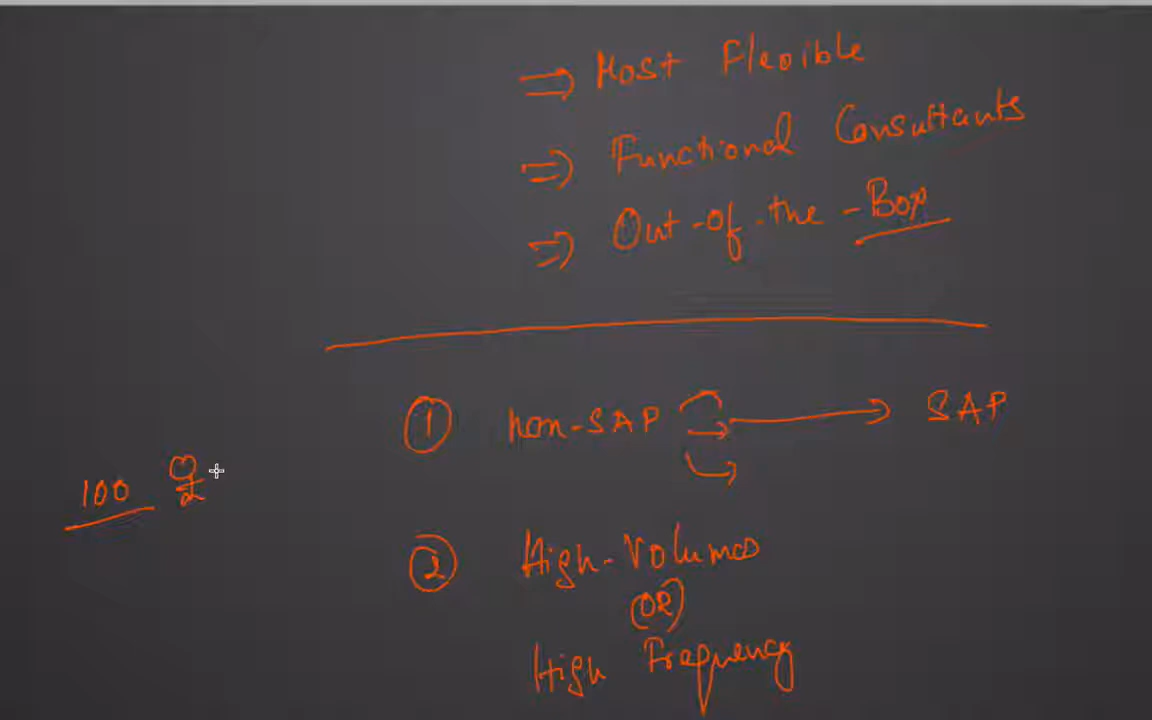 ⇒ Most Flexible
⇒ Functional Consultants
⇒ Out-of-the-Box
① non-SAP → SAP
100
② High-Volumes
(OR)
High Frequency